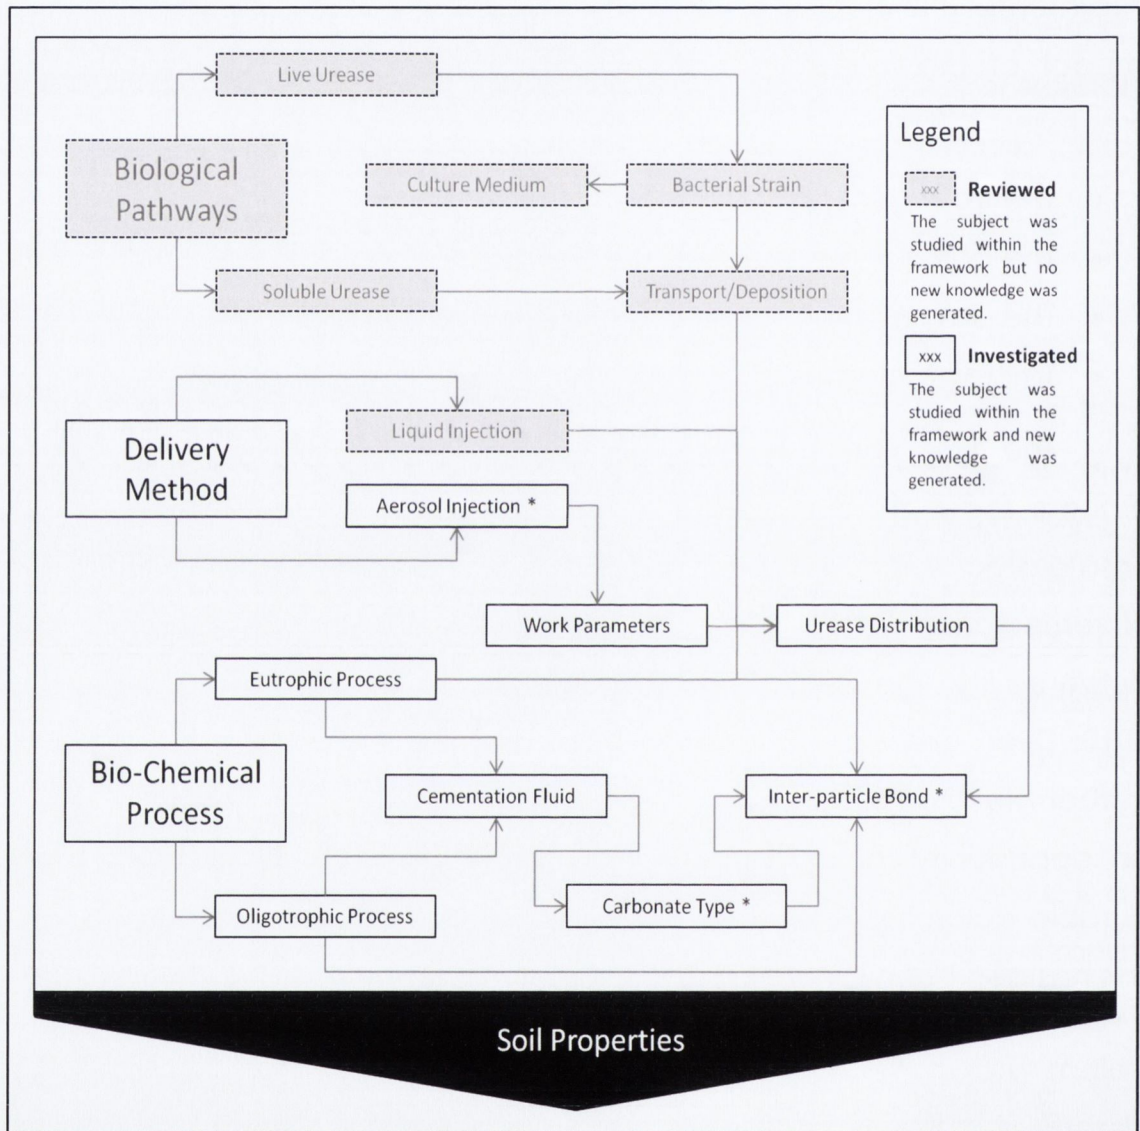 Live Urease
Biological
Pathways
Culture Medium
Bacterial Strain
Soluble Urease
Transport/Deposition
Legend
xxx Reviewed
The subject was
studied within the
framework but no
new knowledge was
generated.
xxx Investigated
The subject was
studied within the
framework and new
knowledge was
generated.
Delivery
Method
Liquid Injection
Aerosol Injection *
Work Parameters
Urease Distribution
Eutrophic Process
Bio-Chemical
Process
Cementation Fluid
Inter-particle Bond *
Carbonate Type *
Oligotrophic Process
Soil Properties